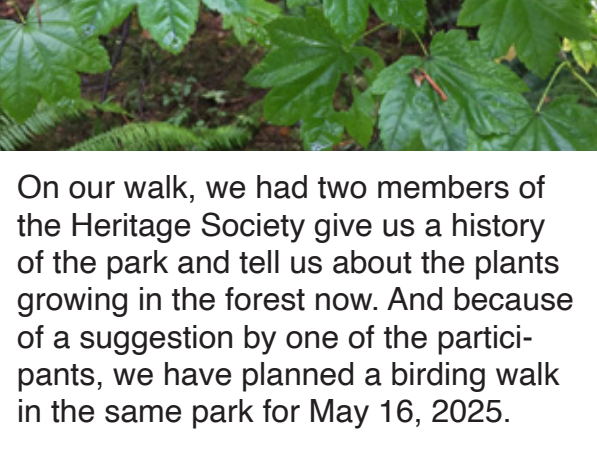 On our walk, we had two members of
the Heritage Society give us a history
of the park and tell us about the plants
growing in the forest now. And because
of a suggestion by one of the partici-
pants, we have planned a birding walk
in the same park for May 16, 2025.